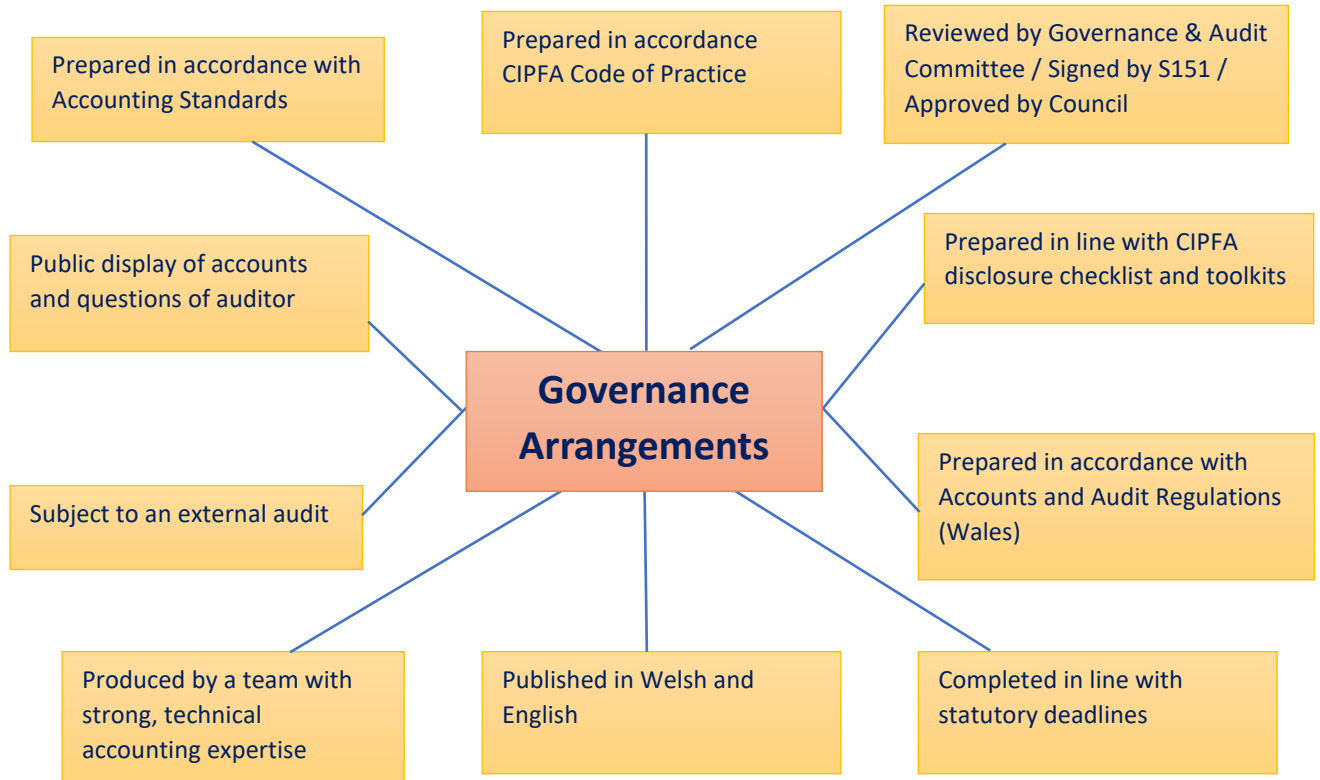 Prepared in accordance with
Accounting Standards
Prepared in accordance
CIPFA Code of Practice
Reviewed by Governance & Audit
Committee / Signed by S151 /
Approved by Council
Public display of accounts
and questions of auditor
Prepared in line with CIPFA
disclosure checklist and toolkits
Governance
Arrangements
Subject to an external audit
Prepared in accordance with
Accounts and Audit Regulations
(Wales)
Produced by a team with
strong, technical
accounting expertise
Published in Welsh and
English
Completed in line with
statutory deadlines